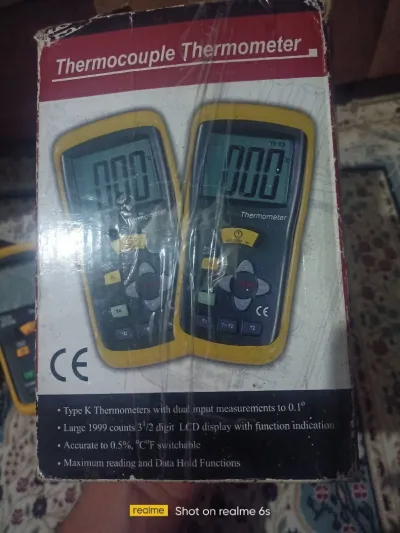 Thermocouple Thermometer
000
000
Thermometer
CE
CE
• Type K Thermometers with dual input measurements to 0.1°
• Large 1999 counts 3 1/2 digit LCD display with function indication
• Accurate to 0.5%, °C°F switchable
• Maximum reading and Data Hold Functions
realme Shot on realme 6s